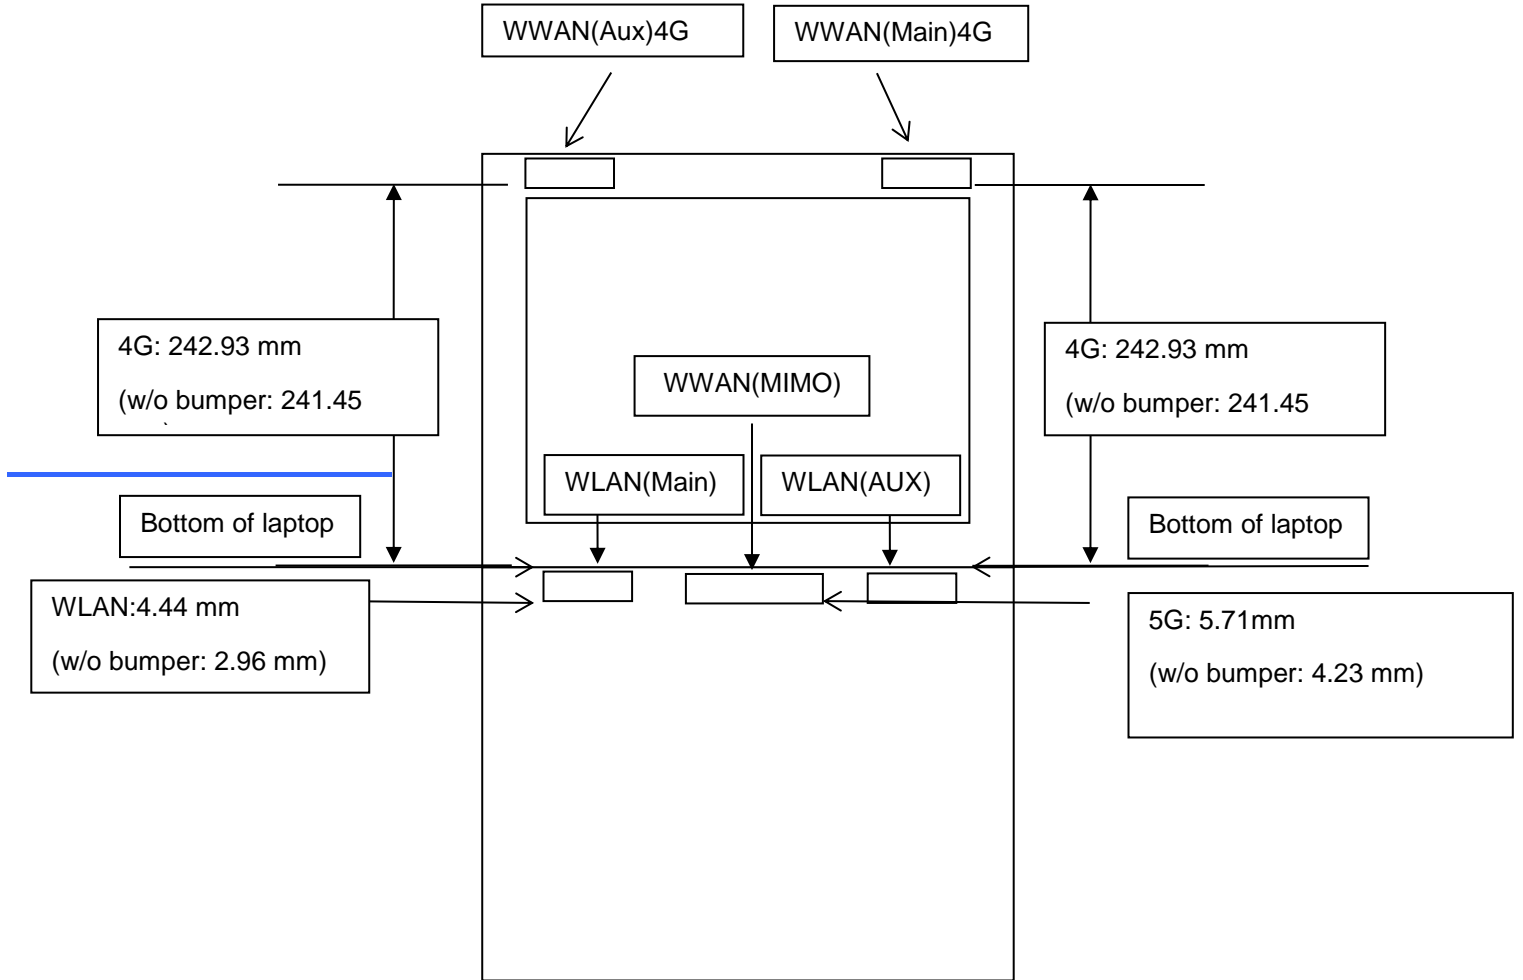 WWAN(Aux)4G
WWAN(Main)4G
4G: 242.93 mm
(w/o bumper: 241.45
4G: 242.93 mm
(w/o bumper: 241.45
WWAN(MIMO)
WLAN(Main)
WLAN(AUX)
Bottom of laptop
Bottom of laptop
WLAN:4.44 mm
(w/o bumper: 2.96 mm)
5G: 5.71mm
(w/o bumper: 4.23 mm)